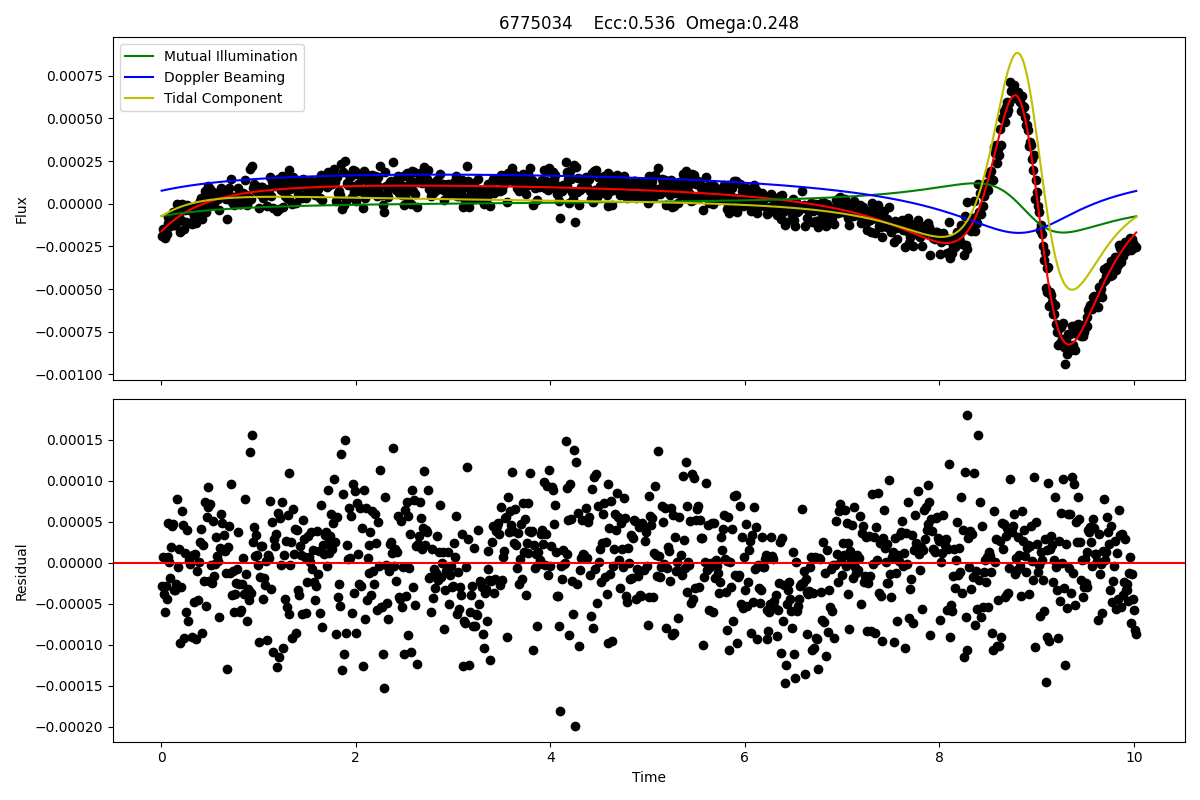 6775034    Ecc:0.536  Omega:0.248
Mutual Illumination
Doppler Beaming
Tidal Component
Flux
0.00075
0.00050
0.00025
0.00000
−0.00025
−0.00050
−0.00075
−0.00100
Residual
0.00015
0.00010
0.00005
0.00000
−0.00005
−0.00010
−0.00015
−0.00020
0 2 4 6 8 10
Time